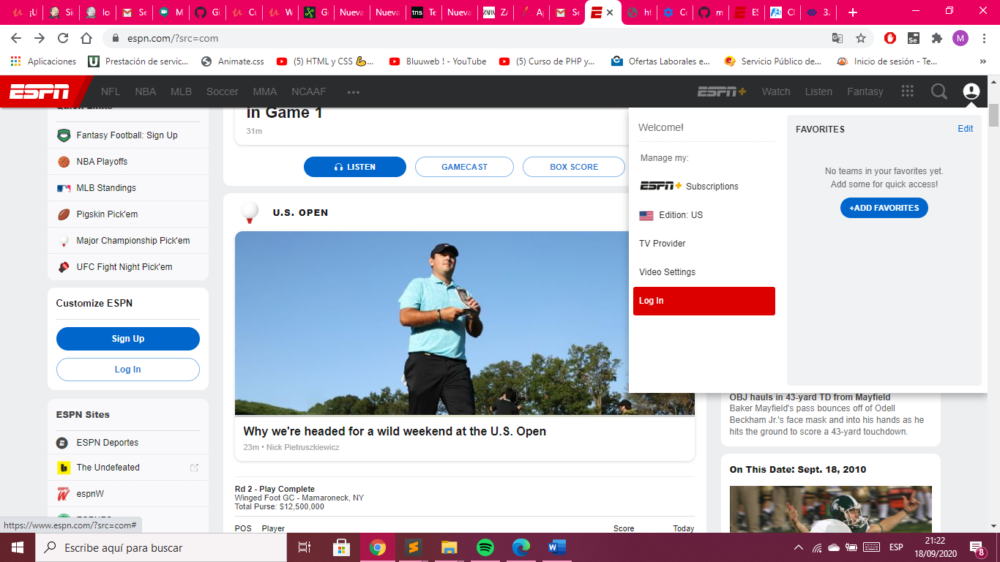 ¡U
Si
lo
Se
M
Gi
Cu
W
G
Nueva
Nueva
tns
Te
Nueva
ZARA
ZA
A
Se
E
ht
Co
m
E
ES
Cl
3.
espn.com/?src=com
Se
M
Aplicaciones
Prestación de servic...
Animate.css
(5) HTML y CSS 💪...
Bluuweb ! - YouTube
(5) Curso de PHP y...
Ofertas Laborales e...
Servicio Público de...
Inicio de sesión - Te...
»
ESPN
NFL
NBA
MLB
Soccer
MMA
NCAAF
•••
ESPN+
Watch
Listen
Fantasy
Quick Links
Fantasy Football: Sign Up
NBA Playoffs
MLB Standings
Pigskin Pick'em
Major Championship Pick'em
UFC Fight Night Pick'em
Customize ESPN
Sign Up
Log In
ESPN Sites
ESPN Deportes
The Undefeated
espnW
https://www.espn.com/?src=com#
in Game 1
31m
LISTEN
GAMECAST
BOX SCORE
U.S. OPEN
Why we're headed for a wild weekend at the U.S. Open
23m • Nick Pietruszkiewicz
Rd 2 - Play Complete
Winged Foot GC - Mamaroneck, NY
Total Purse: $12,500,000
POS Player Score Today
Welcome!
Manage my:
ESPN+ Subscriptions
Edition: US
TV Provider
Video Settings
Log In
FAVORITES
Edit
No teams in your favorites yet.
Add some for quick access!
+ADD FAVORITES
OBJ hauls in 43-yard TD from Mayfield
Baker Mayfield's pass bounces off of Odell
Beckham Jr.'s face mask and into his hands as he
hits the ground to score a 43-yard touchdown.
On This Date: Sept. 18, 2010
Escribe aquí para buscar
ESP
21:22
18/09/2020
8